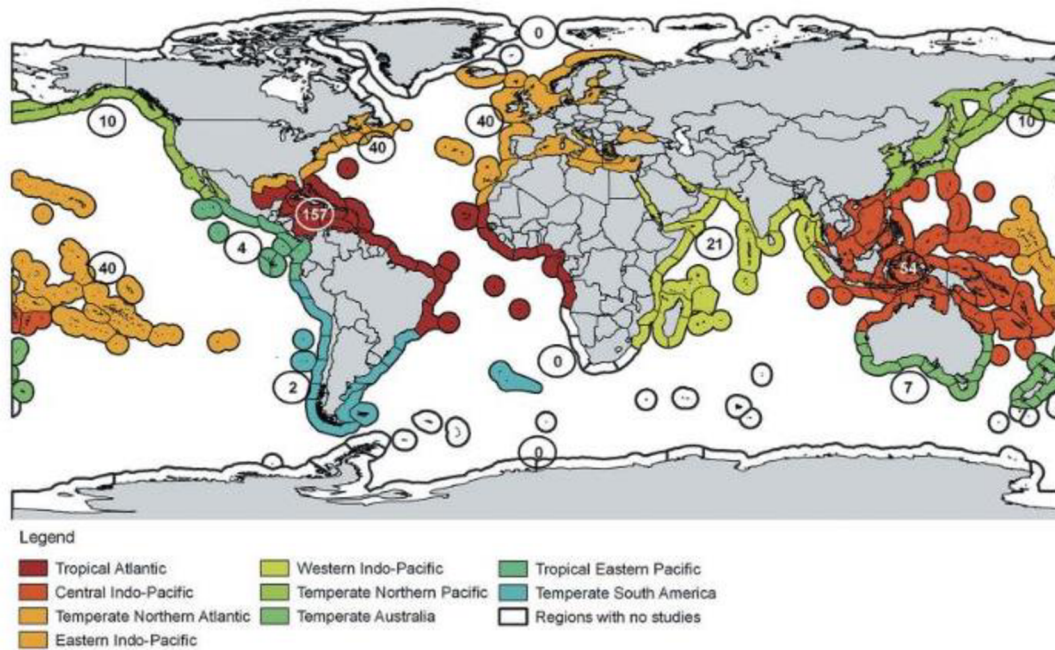 0
10
40
40
10
157
4
21
54
40
0
2
7
0
Legend
Tropical Atlantic
Central Indo-Pacific
Temperate Northern Atlantic
Eastern Indo-Pacific
Western Indo-Pacific
Temperate Northern Pacific
Temperate Australia
Tropical Eastern Pacific
Temperate South America
Regions with no studies